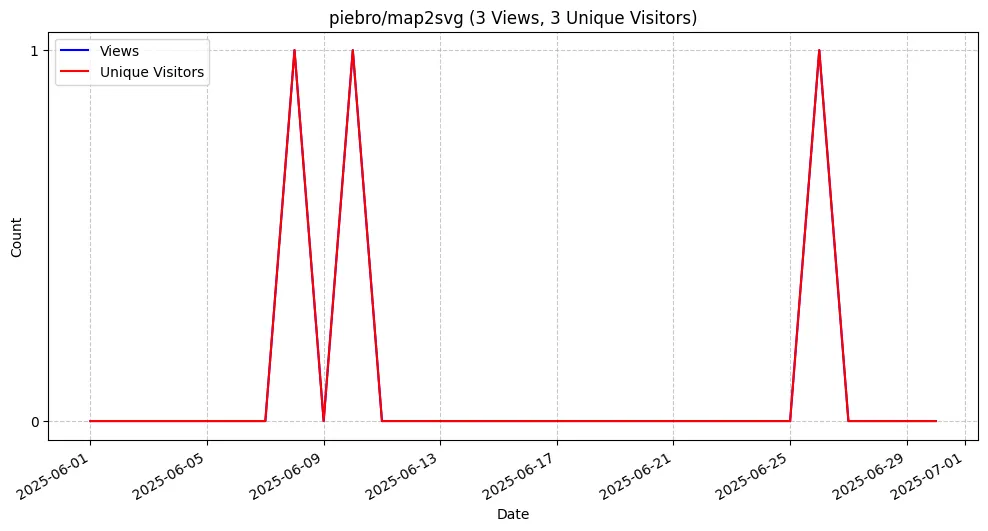 piebro/map2svg (3 Views, 3 Unique Visitors)
Views
Unique Visitors
Count
1
0
2025-06-01
2025-06-05
2025-06-09
2025-06-13
2025-06-17
2025-06-21
2025-06-25
2025-06-29
2025-07-01
Date